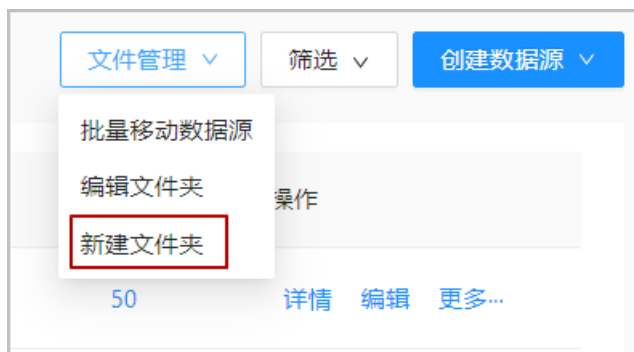 文件管理 筛选 创建数据源
批量移动数据源
编辑文件夹
操作
新建文件夹
50 详情 编辑 更多...